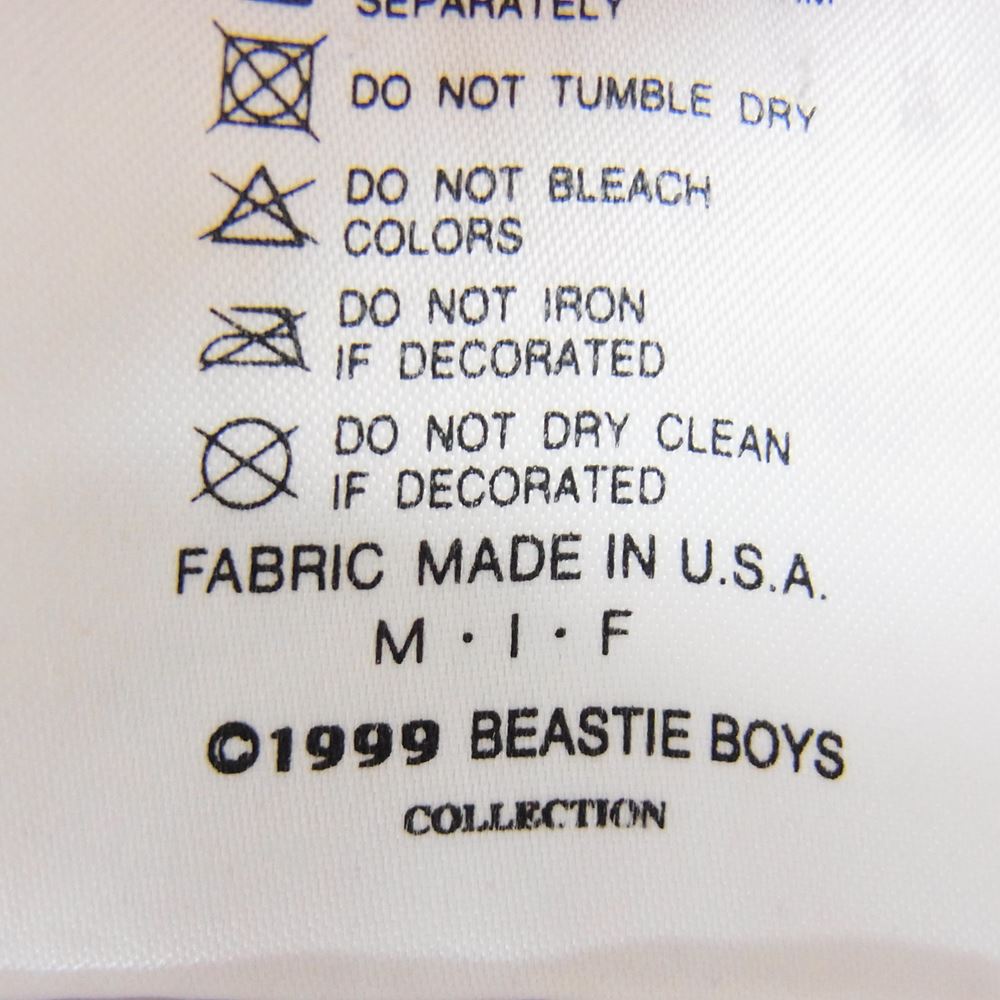 SEPARATELY
DO NOT TUMBLE DRY
DO NOT BLEACH
COLORS
DO NOT IRON
IF DECORATED
DO NOT DRY CLEAN
IF DECORATED
FABRIC MADE IN U.S.A.
M · I · F
©1999 BEASTIE BOYS
COLLECTION